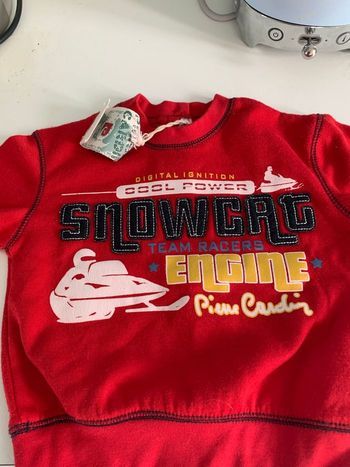 DIGITAL IGNITION
COOL POWER
SNOWCAT
TEAM RACERS
ENGINE
Pierre Cardin